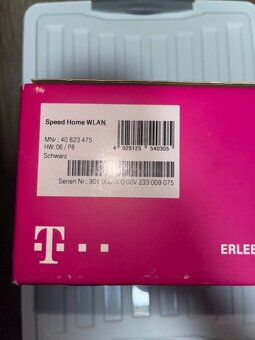 Speed Home WLAN
MNr.: 40 823 475
HW: 06 / P8
Schwarz
4 025125 540305
Serien Nr.: 901 000 000 00V 233 009 075
T
ERLEB